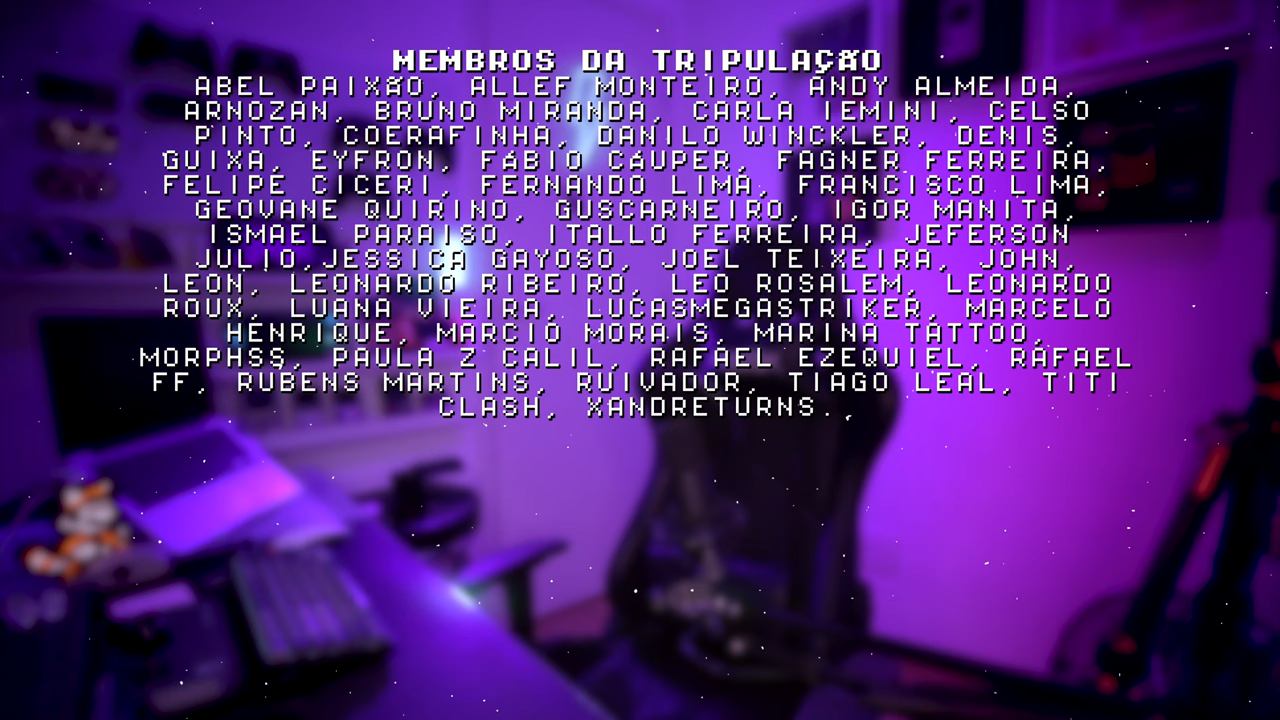 MEMBROS DA TRIPULAÇÃO
ABEL PAIXÃO, ALLEF MONTEIRO, ANDY ALMEIDA,
ARNOZAN, BRUNO MIRANDA, CARLA IEMINI, CELSO
PINTO, COERAFINHA, DANILO WINCKLER, DENIS,
GUIXA, EYFRON, FÁBIO CÁUPER, FAGNER FERREIRA,
FELIPE CICERI, FERNANDO LIMA, FRANCISCO LIMA,
GEOVANE QUIRINO, GUSCARNEIRO, IGOR MANITA,
ISMAEL PARAISO, ITALLO FERREIRA, JEFERSON
JULIO,JESSICA GAYOSO, JOEL TEIXEIRA, JOHN,
LEON, LEONARDO RIBEIRO, LEO ROSALEM, LEONARDO
ROUX, LUANA VIEIRA, LUCASMEGASTRIKER, MARCELO
HENRIQUE, MARCIO MORAIS, MARINA TATTOO,
MORPHSS, PAULA Z CALIL, RAFAEL EZEQUIEL, RAFAEL
FF, RUBENS MARTINS, RUIVADOR, TIAGO LEAL, TITI
CLASH, XANDRETURNS.